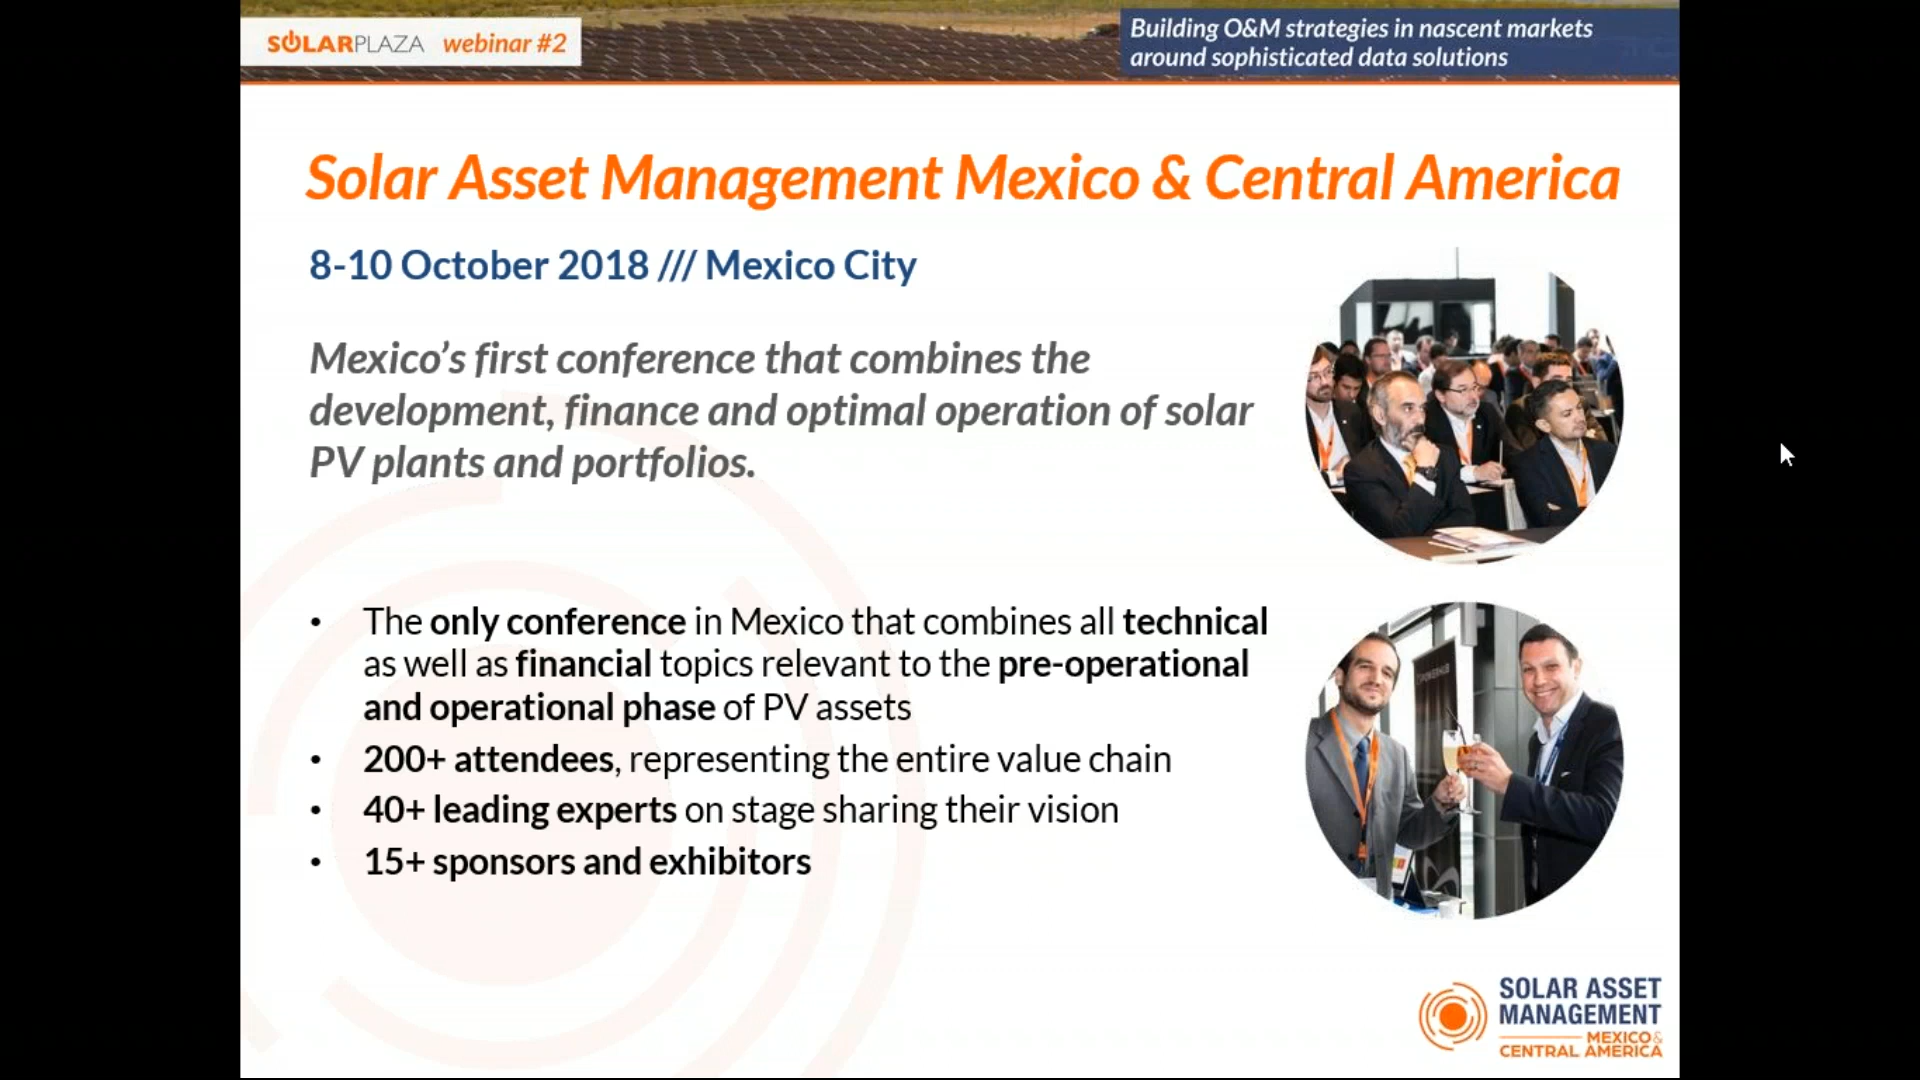 SOLARPLAZA webinar #2
Building O&M strategies in nascent markets
around sophisticated data solutions
Solar Asset Management Mexico & Central America
8-10 October 2018 /// Mexico City
Mexico’s first conference that combines the
development, finance and optimal operation of solar
PV plants and portfolios.
• The only conference in Mexico that combines all technical
as well as financial topics relevant to the pre-operational
and operational phase of PV assets
• 200+ attendees, representing the entire value chain
• 40+ leading experts on stage sharing their vision
• 15+ sponsors and exhibitors
SOLAR ASSET
MANAGEMENT
MEXICO &
CENTRAL AMERICA